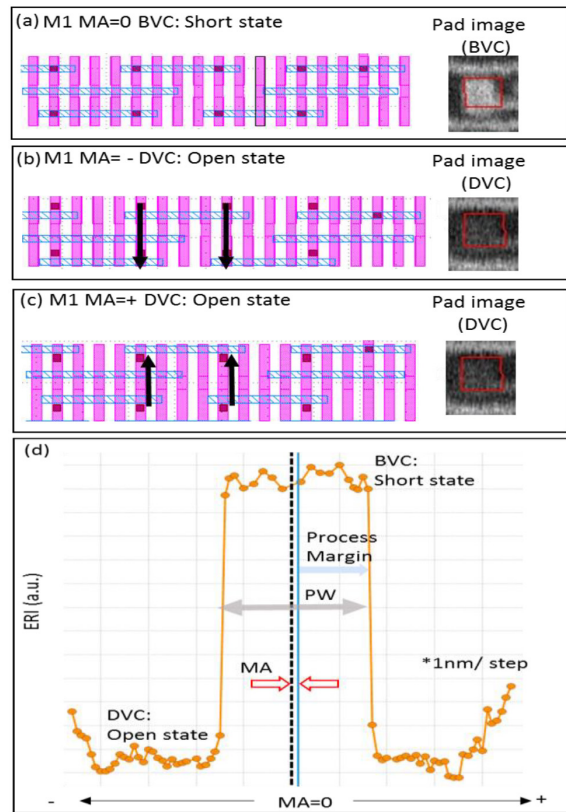 (a) M1 MA=0 BVC: Short state
Pad image
(BVC)
(b) M1 MA= - DVC: Open state
Pad image
(DVC)
(c) M1 MA=+ DVC: Open state
Pad image
(DVC)
(d)
BVC:
Short state
Process
Margin
PW
MA
*1nm/ step
DVC:
Open state
ERI (a.u.)
-
MA=0
+